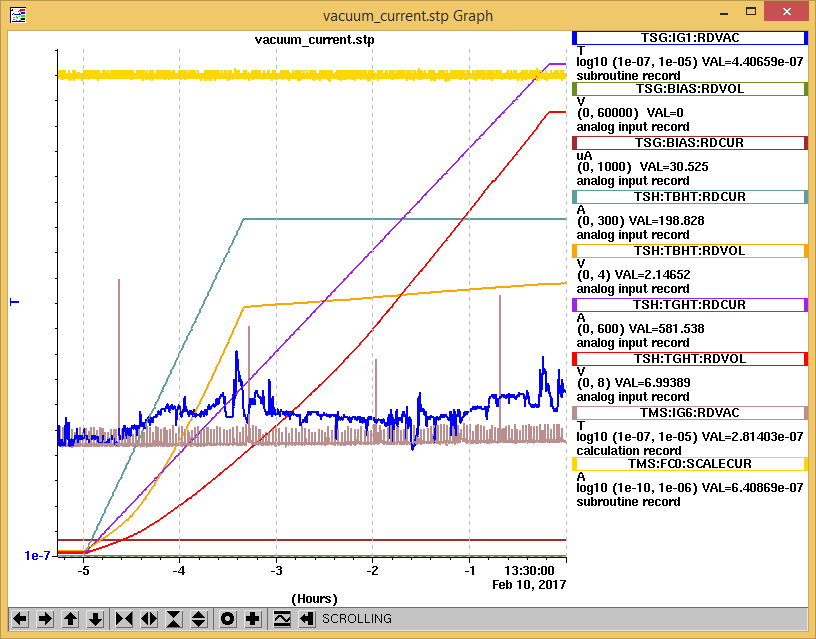 vacuum_current.stp Graph
vacuum_current.stp
T
1e-7
-5
-4
-3
-2
-1
13:30:00
Feb 10, 2017
(Hours)
TSG:IG1:RDVAC
T
log10 (1e-07, 1e-05) VAL=4.40659e-07
subroutine record
TSG:BIAS:RDVOL
V
(0, 60000) VAL=0
analog input record
TSG:BIAS:RDCUR
uA
(0, 1000) VAL=30.525
analog input record
TSH:TBHT:RDCUR
A
(0, 300) VAL=198.828
analog input record
TSH:TBHT:RDVOL
V
(0, 4) VAL=2.14652
analog input record
TSH:TGHT:RDCUR
A
(0, 600) VAL=581.538
analog input record
TSH:TGHT:RDVOL
V
(0, 8) VAL=6.99389
analog input record
TMS:IG6:RDVAC
T
log10 (1e-07, 1e-05) VAL=2.81403e-07
calculation record
TMS:FC0:SCALECUR
A
log10 (1e-10, 1e-06) VAL=6.40869e-07
subroutine record
SCROLLING